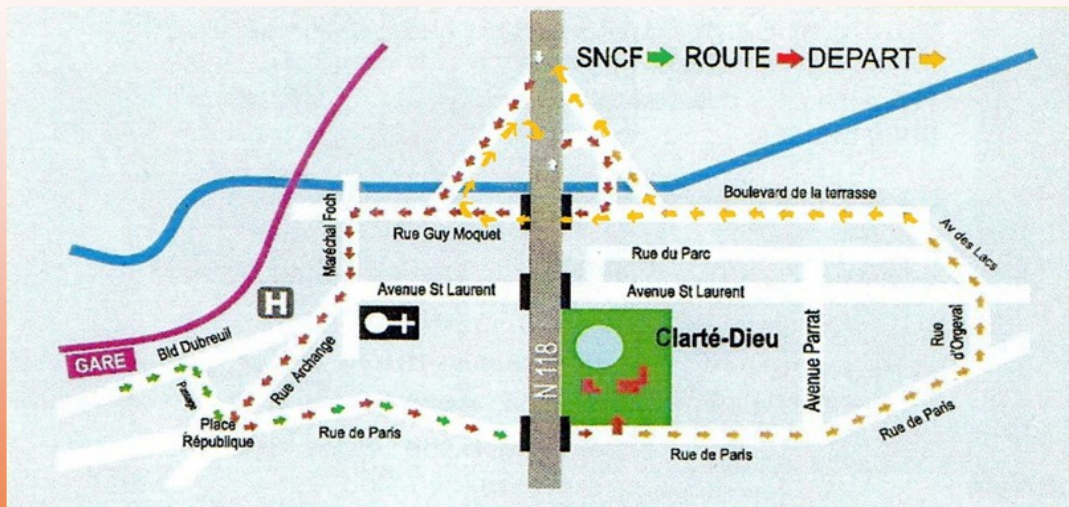 SNCF ROUTE DEPART
Boulevard de la terrasse
Maréchal Foch
Rue Guy Moquet
Rue du Parc
Av des Lacs
Avenue St Laurent
Avenue St Laurent
H
Clarté-Dieu
GARE
Bld Dubreuil
Rue Archange
N 118
Avenue Parrat
Rue
d'Orgeval
Passage
Place
République
Rue de Paris
Rue de Paris
Rue de Paris